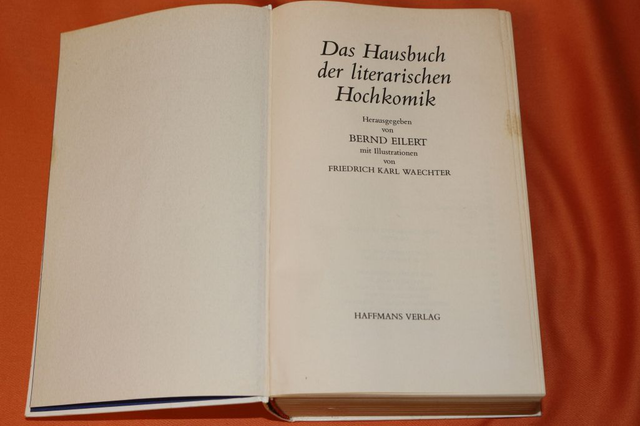 Das Hausbuch
der literarischen
Hochkomik
Herausgegeben
von
BERND EILERT
mit Illustrationen
von
FRIEDRICH KARL WAECHTER
HAFFMANS VERLAG